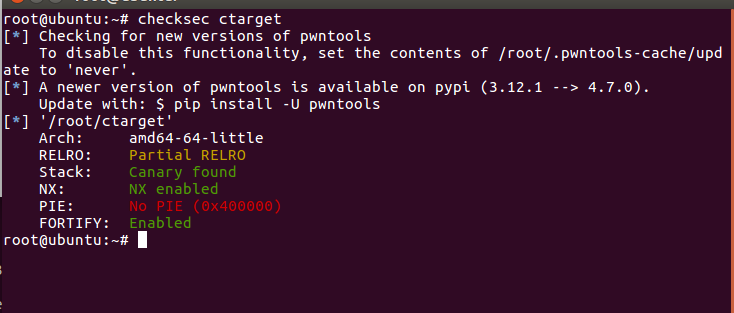 root@ubuntu:~# checksec ctarget
[*] Checking for new versions of pwntools
    To disable this functionality, set the contents of /root/.pwntools-cache/upd
ate to 'never'.
[*] A newer version of pwntools is available on pypi (3.12.1 --> 4.7.0).
    Update with: $ pip install -U pwntools
[*] '/root/ctarget'
    Arch:     amd64-64-little
    RELRO:    Partial RELRO
    Stack:    Canary found
    NX:       NX enabled
    PIE:      No PIE (0x400000)
    FORTIFY:  Enabled
root@ubuntu:~#